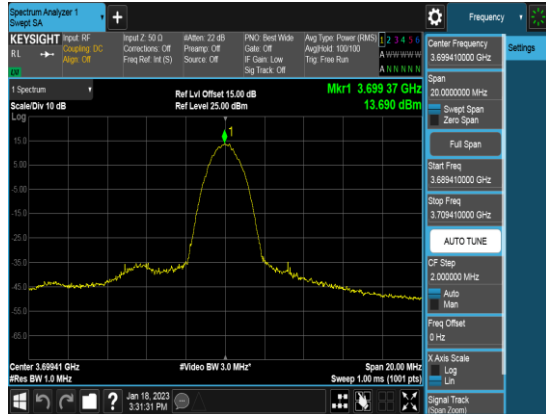 Spectrum Analyzer 1
Swept SA
+
Frequency
KEYSIGHT
RL
Input: RF
Coupling: DC
Align: Off
Input Z: 50 Ω
Corrections: Off
Freq Ref: Int (S)
#Atten: 22 dB
Preamp: Off
Source: Off
PNO: Best Wide
Gate: Off
IF Gain: Low
Sig Track: Off
Avg Type: Power (RMS)
Avg|Hold: 100/100
Trig: Free Run
1 2 3 4 5 6
A W W W W W
A N N N N N
1 Spectrum
Scale/Div 10 dB
Ref Lvl Offset 15.00 dB
Ref Level 25.00 dBm
Mkr1 3.699 37 GHz
13.690 dBm
Log
1
15.0
5.00
-5.00
-15.0
-25.0
-35.0
-45.0
-55.0
-65.0
Center 3.69941 GHz
#Res BW 1.0 MHz
#Video BW 3.0 MHz*
Span 20.00 MHz
Sweep 1.00 ms (1001 pts)
Jan 18, 2023
3:31:31 PM
Center Frequency
3.699410000 GHz
Span
20.0000000 MHz
Swept Span
Zero Span
Full Span
Start Freq
3.689410000 GHz
Stop Freq
3.709410000 GHz
AUTO TUNE
CF Step
2.000000 MHz
Auto
Man
Freq Offset
0 Hz
X Axis Scale
Log
Lin
Signal Track
(Span Zoom)
Settings